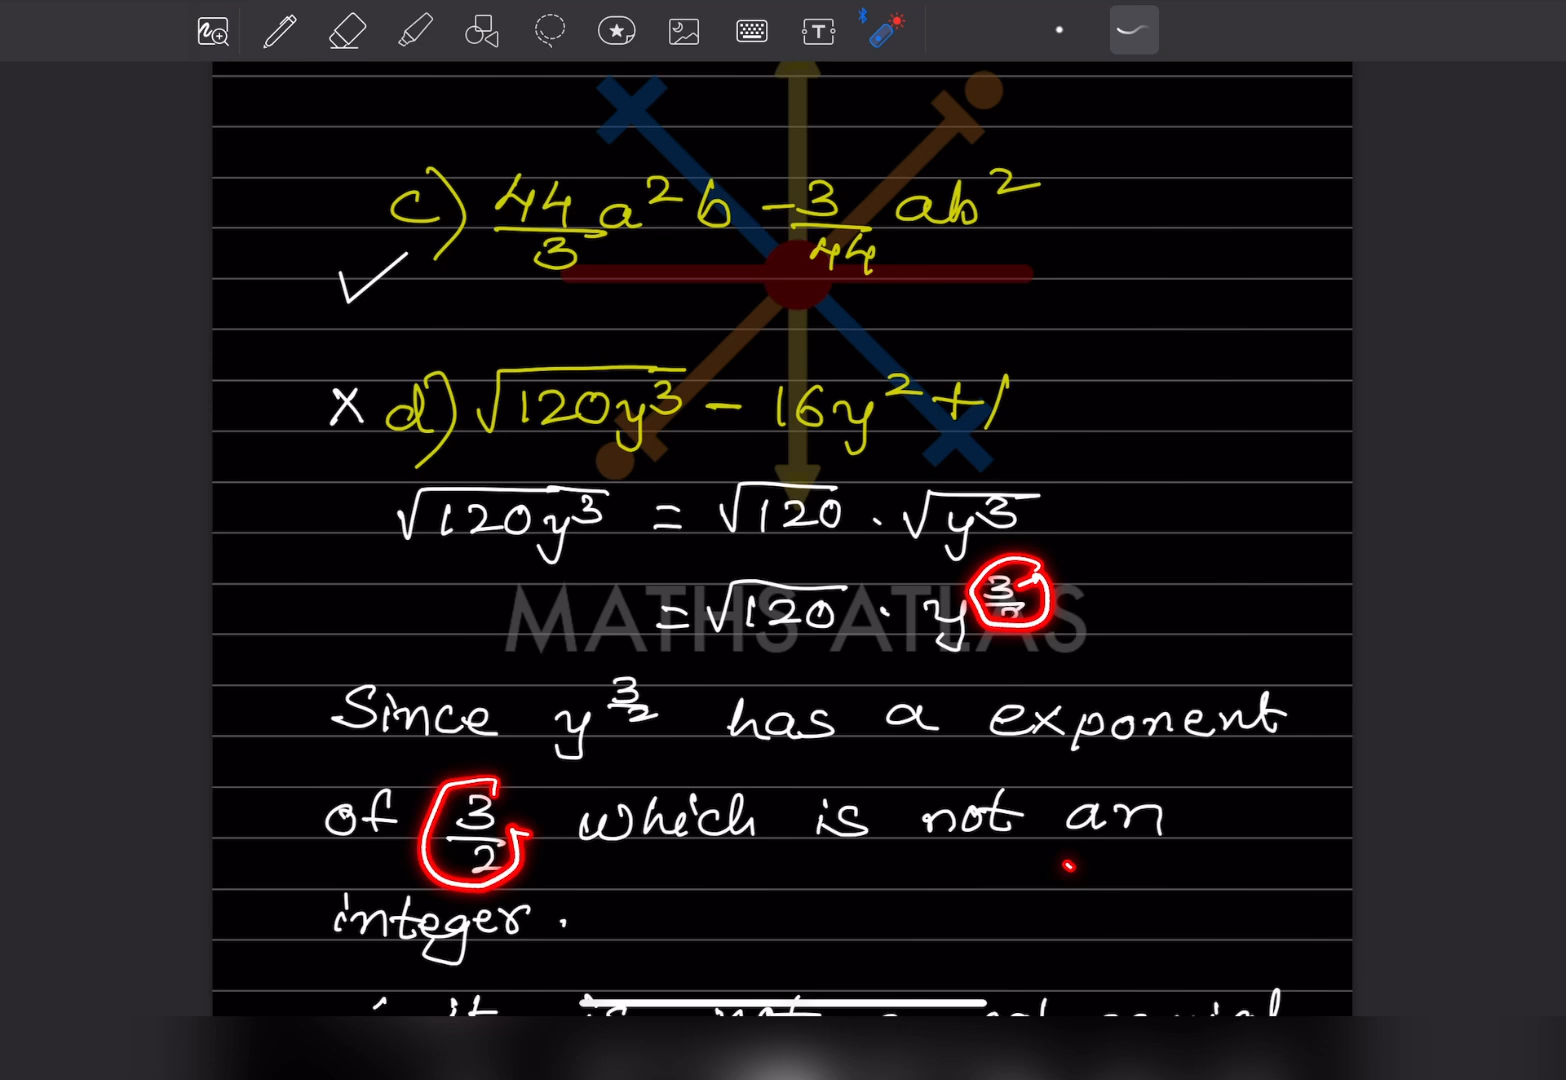 c) 44/3 a²b - 3/44 ab²
✓
× d) √120y³ - 16y² + 1
√120y³ = √120 · √y³
= √120 · y^3/2
MATHS ATLAS
Since y^3/2 has a exponent
of 3/2 which is not an
integer.